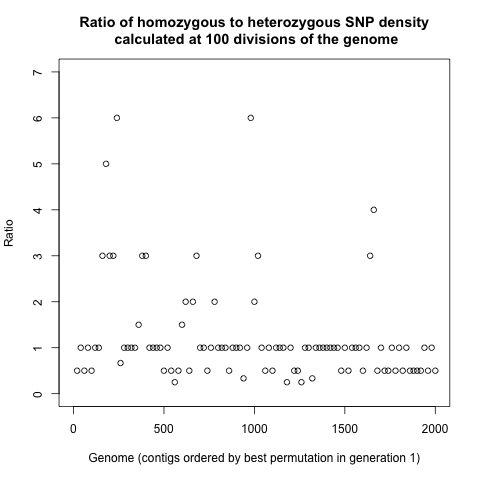 Ratio of homozygous to heterozygous SNP density
calculated at 100 divisions of the genome
7
6
5
4
3
2
1
0
Ratio
0 500 1000 1500 2000
Genome (contigs ordered by best permutation in generation 1)